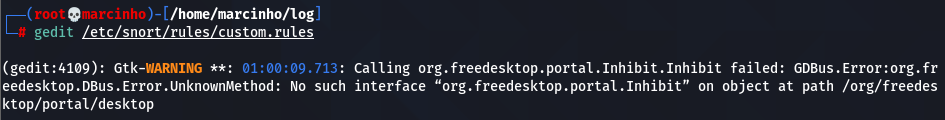 ┌──(root💀marcinho)-[/home/marcinho/log]
└─# gedit /etc/snort/rules/custom.rules
(gedit:4109): Gtk-WARNING **: 01:00:09.713: Calling org.freedesktop.portal.Inhibit.Inhibit failed: GDBus.Error:org.fr
eedesktop.DBus.Error.UnknownMethod: No such interface “org.freedesktop.portal.Inhibit” on object at path /org/freedes
ktop/portal/desktop